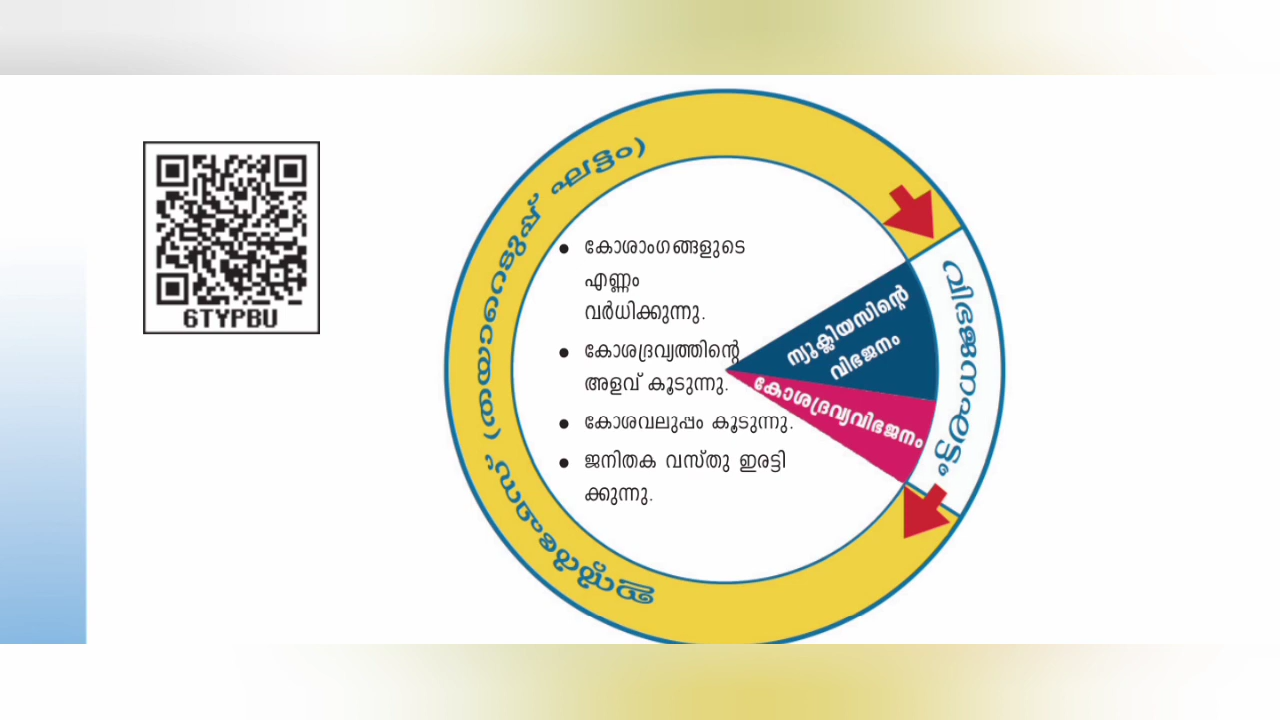 6TYPBU
ഇന്റർഫേസ് (തയാറെടുപ്പ് ഘട്ടം)
● കോശാംഗങ്ങളുടെ
എണ്ണം
വർധിക്കുന്നു.
● കോശദ്രവ്യത്തിന്റെ
അളവ് കൂടുന്നു.
● കോശവലുപ്പം കൂടുന്നു.
● ജനിതക വസ്തു ഇരട്ടി
ക്കുന്നു.
ന്യൂക്ലിയസിന്റെ
വിഭജനം
കോശദ്രവ്യവിഭജനം
വിഭജനഘട്ടം